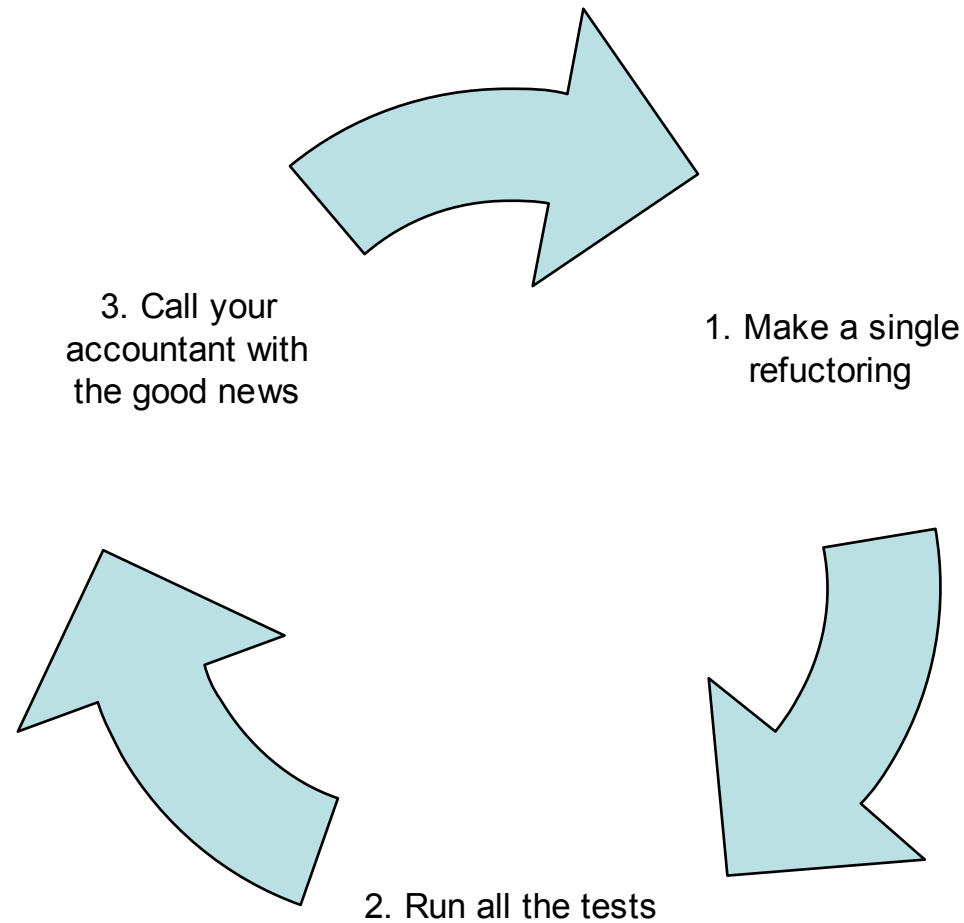 1. Make a single
refuctoring
2. Run all the tests
3. Call your
accountant with
the good news